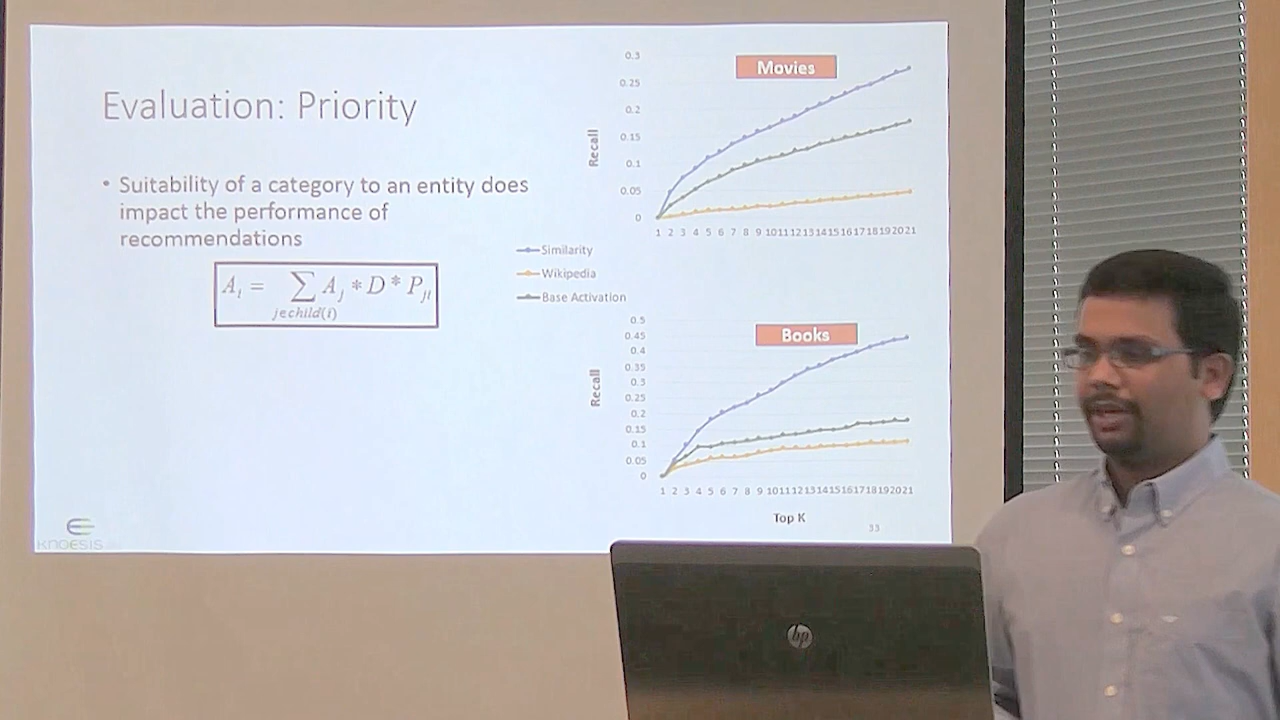 Evaluation: Priority
• Suitability of a category to an entity does
impact the performance of
recommendations
A_i = ∑ A_j * D * P_ji
j∈child(i)
Similarity
Wikipedia
Base Activation
Movies
Recall
0.3
0.25
0.2
0.15
0.1
0.05
0
1 2 3 4 5 6 7 8 9 10 11 12 13 14 15 16 17 18 19 20 21
Books
Recall
0.5
0.45
0.4
0.35
0.3
0.25
0.2
0.15
0.1
0.05
0
1 2 3 4 5 6 7 8 9 10 11 12 13 14 15 16 17 18 19 20 21
Top K
33
KNOESIS
hp